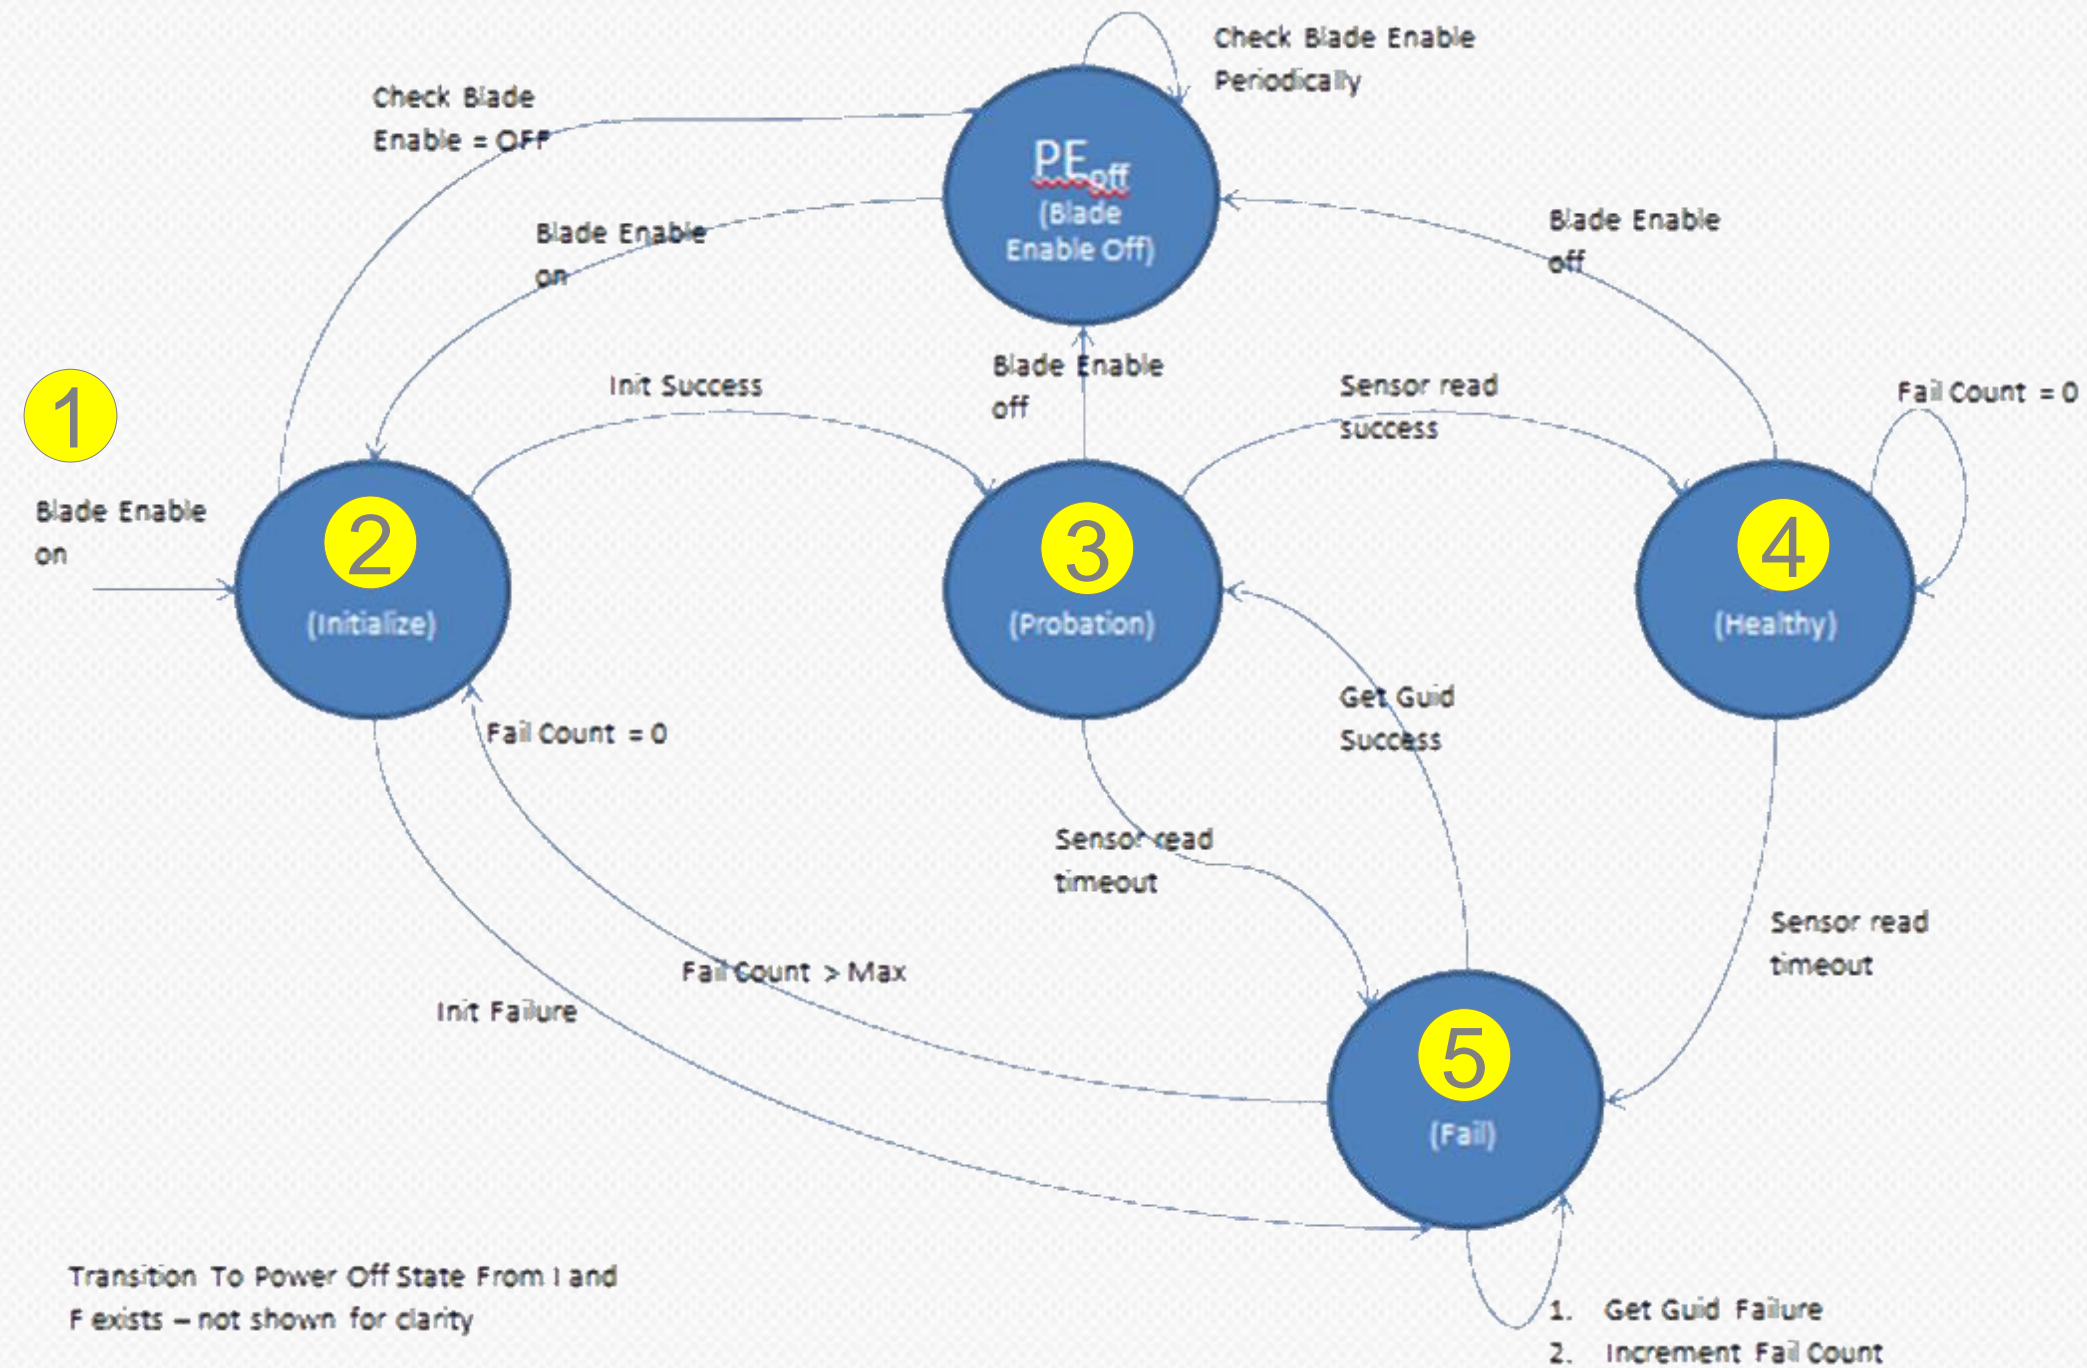 Check Blade Enable
Periodically
Check Blade
Enable = OFF
PEoff
(Blade
Enable Off)
Blade Enable
on
Blade Enable
off
Blade Enable
off
Init Success
Sensor read
success
Fail Count = 0
1
Blade Enable
on
2
(Initialize)
3
(Probation)
4
(Healthy)
Get Guid
Success
Fail Count = 0
Sensor read
timeout
Sensor read
timeout
Fail Count > Max
Init Failure
5
(Fail)
Transition To Power Off State From I and
F exists – not shown for clarity
1. Get Guid Failure
2. Increment Fail Count